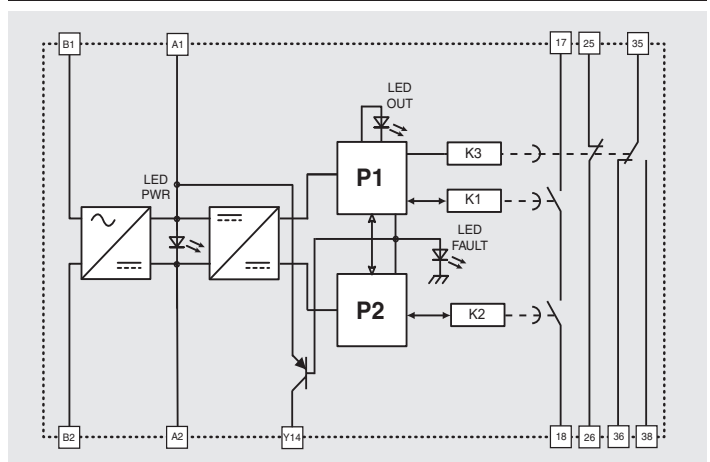 B1
A1
17
25
35
LED
OUT
P1
K3
LED
PWR
K1
LED
FAULT
P2
K2
B2
A2
Y14
18
26
36
38